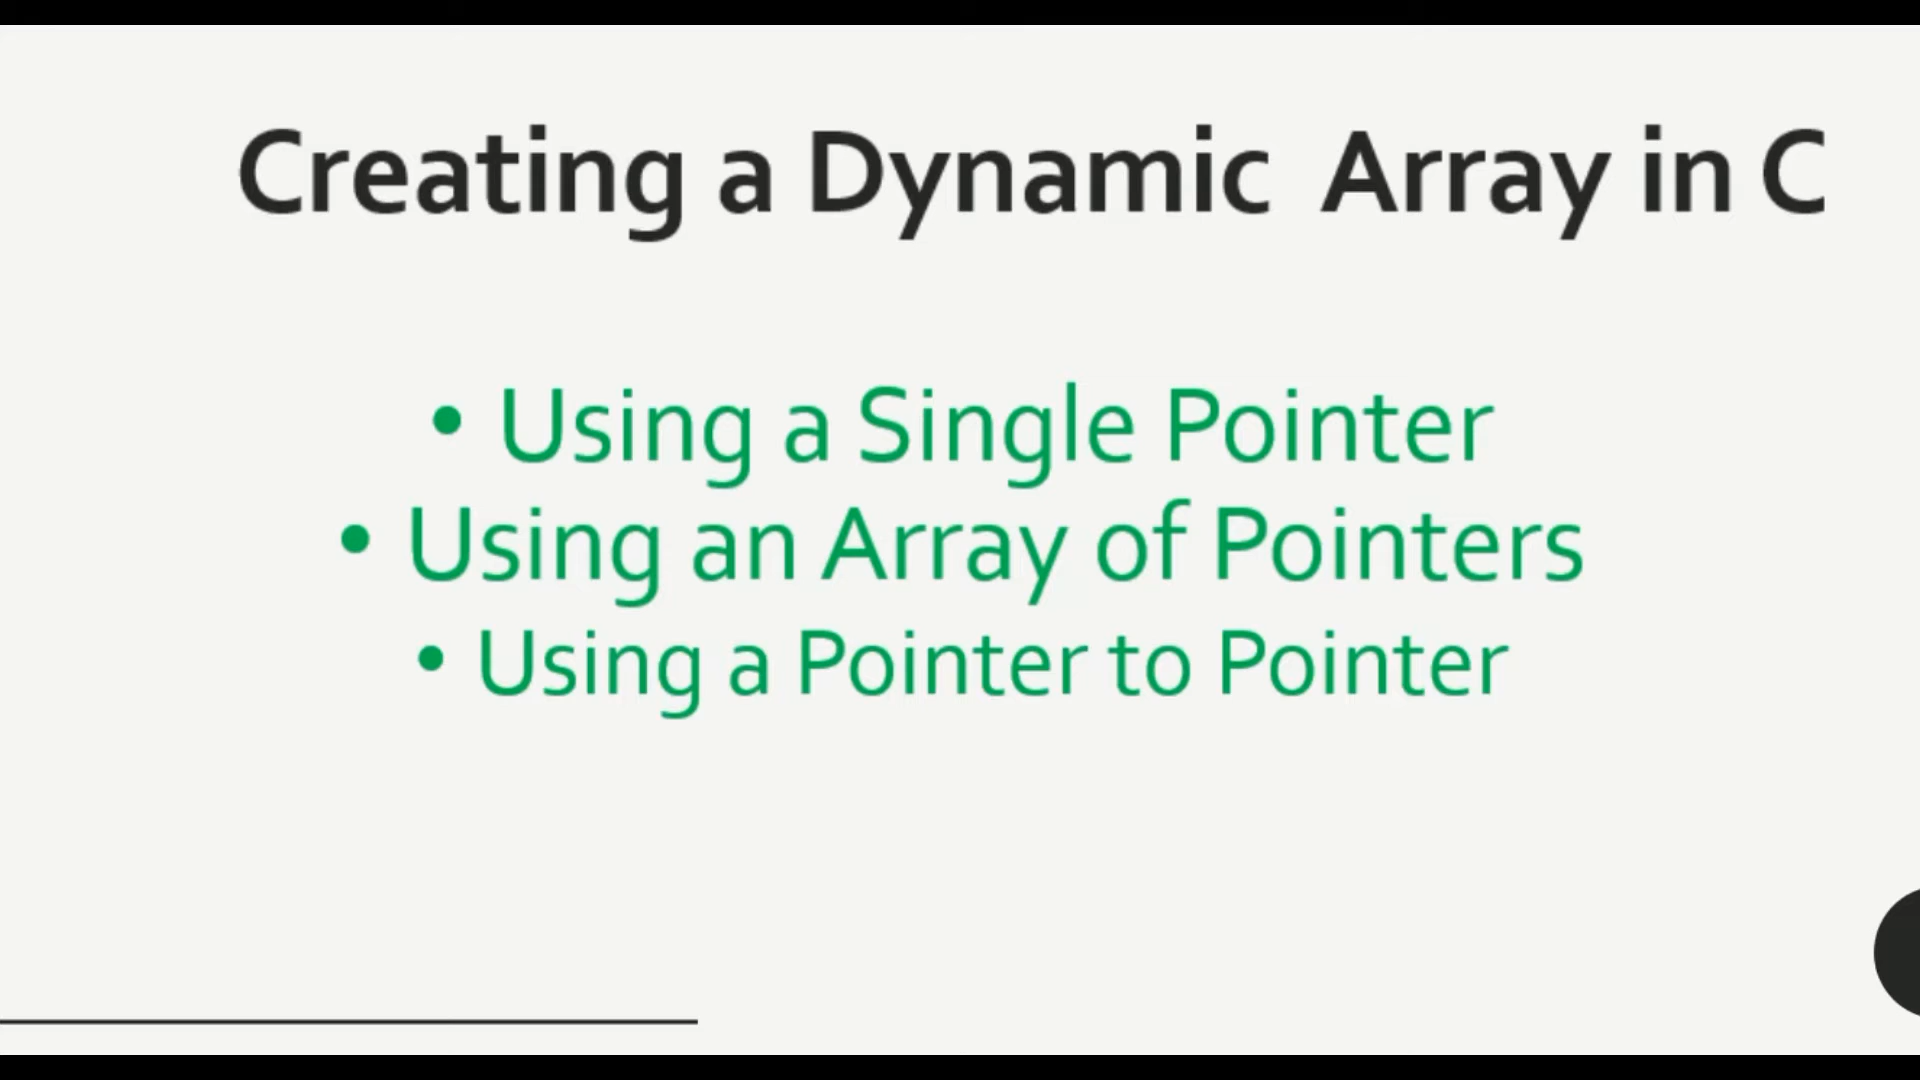 Creating a Dynamic Array in C
• Using a Single Pointer
• Using an Array of Pointers
• Using a Pointer to Pointer